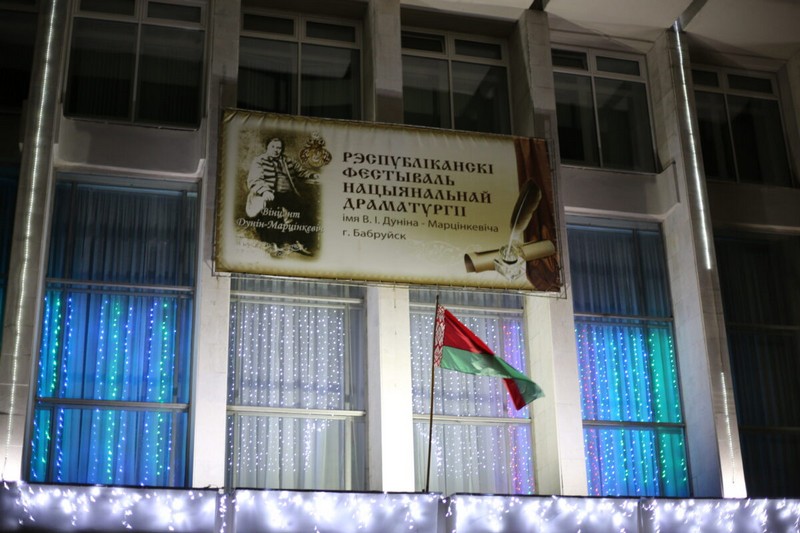 РЭСПУБЛІКАНСКІ
ФЕСТЫВАЛЬ
НАЦЫЯНАЛЬНАЙ
ДРАМАТУРГІІ
імя В. І. Дуніна - Марцінкевіча
г. Бабруйск
Вінцэнт
Дунін-Марцінкевіч